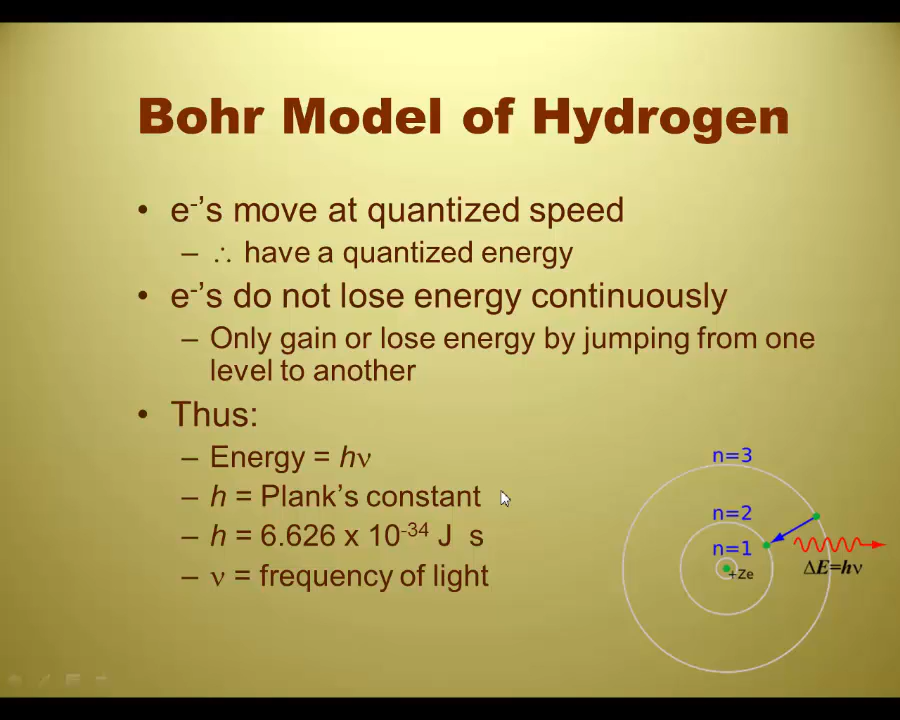 Bohr Model of Hydrogen
• e⁻'s move at quantized speed
– ∴ have a quantized energy
• e⁻'s do not lose energy continuously
– Only gain or lose energy by jumping from one
level to another
• Thus:
– Energy = hν
– h = Plank's constant
– h = 6.626 x 10⁻³⁴ J s
– ν = frequency of light
n=3
n=2
n=1
+Ze
ΔE=hν